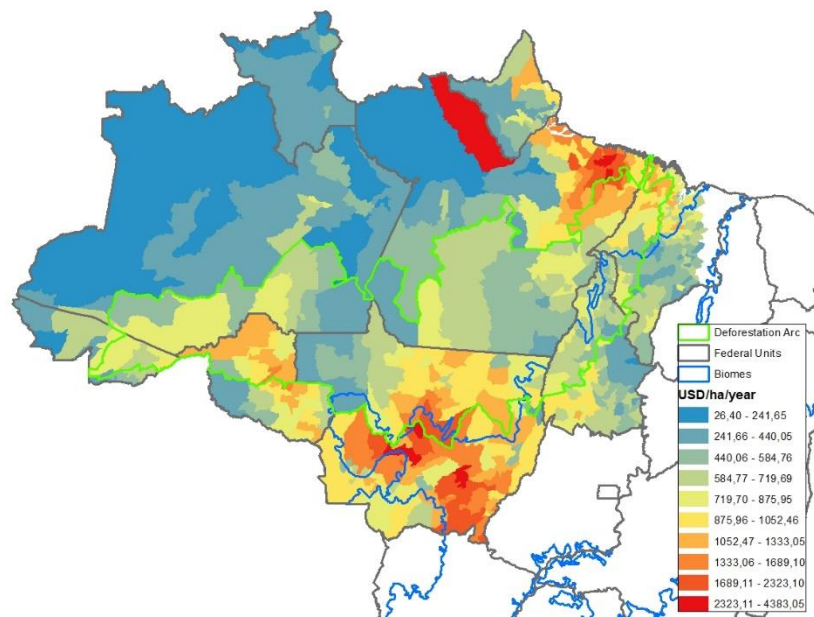 Deforestation Arc
Federal Units
Biomes
USD/ha/year
26,40 - 241,65
241,66 - 440,05
440,06 - 584,76
584,77 - 719,69
719,70 - 875,95
875,96 - 1052,46
1052,47 - 1333,05
1333,06 - 1689,10
1689,11 - 2323,10
2323,11 - 4383,05